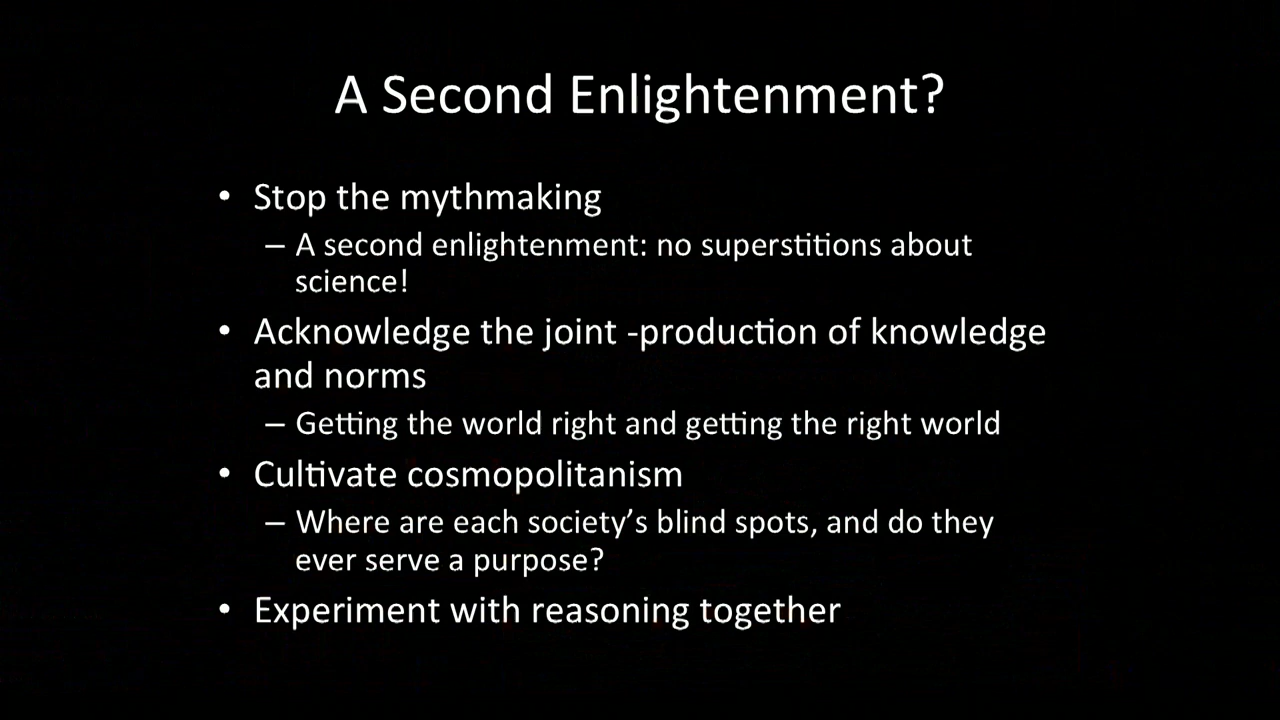 A Second Enlightenment?
• Stop the mythmaking
– A second enlightenment: no superstitions about
science!
• Acknowledge the joint -production of knowledge
and norms
– Getting the world right and getting the right world
• Cultivate cosmopolitanism
– Where are each society’s blind spots, and do they
ever serve a purpose?
• Experiment with reasoning together